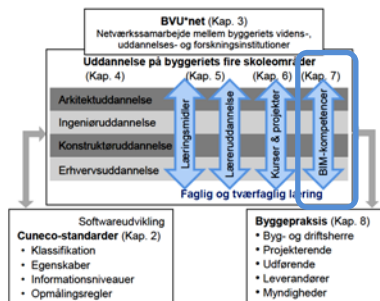 BVU*net (Kap. 3)
Netværkssamarbejde mellem byggeriets videns-,
uddannelses- og forskningsinstitutioner
Uddannelse på byggeriets fire skoleområder
(Kap. 4) (Kap. 5) (Kap. 6) (Kap. 7)
Arkitektuddannelse
Ingeniøruddannelse
Konstruktøruddannelse
Erhvervsuddannelse
Læringsmidler
Læreruddannelse
Kurser & projekter
BIM-kompetencer
Faglig og tværfaglig læring
Softwareudvikling
Cuneco-standarder (Kap. 2)
• Klassifikation
• Egenskaber
• Informationsniveauer
• Opmålingsregler
Byggepraksis (Kap. 8)
• Byg- og driftsherre
• Projekterende
• Udførende
• Leverandører
• Myndigheder